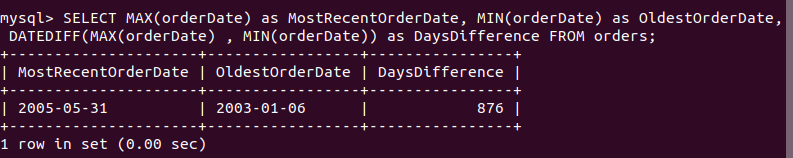 mysql> SELECT MAX(orderDate) as MostRecentOrderDate, MIN(orderDate) as OldestOrderDate,
 DATEDIFF(MAX(orderDate) , MIN(orderDate)) as DaysDifference FROM orders;
+---------------------+-----------------+----------------+
| MostRecentOrderDate | OldestOrderDate | DaysDifference |
+---------------------+-----------------+----------------+
| 2005-05-31          | 2003-01-06      |            876 |
+---------------------+-----------------+----------------+
1 row in set (0.00 sec)